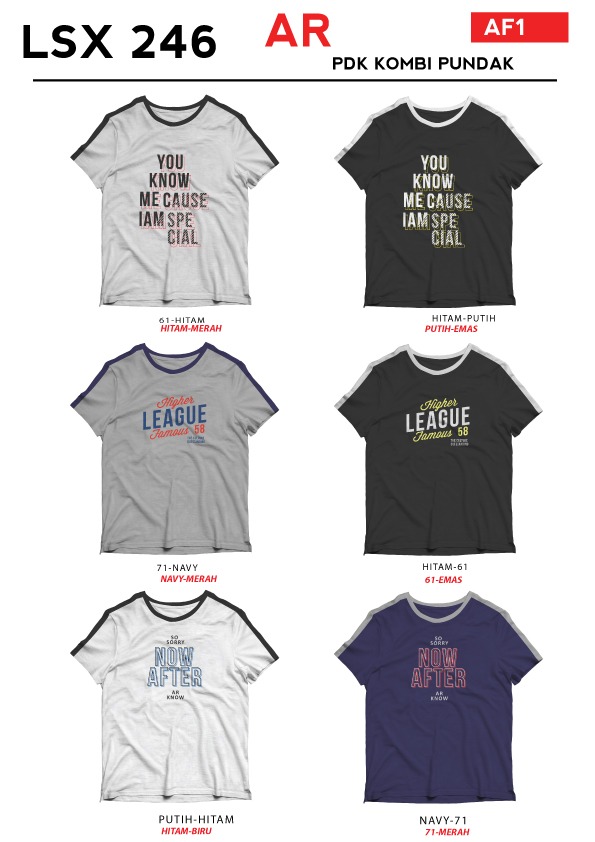 LSX 246
AR
AF1
PDK KOMBI PUNDAK
YOU
KNOW
ME CAUSE
IAM SPE
CIAL
61-HITAM
HITAM-MERAH
YOU
KNOW
ME CAUSE
IAM SPE
CIAL
HITAM-PUTIH
PUTIH-EMAS
Higher
LEAGUE
Famous 58
71-NAVY
NAVY-MERAH
Higher
LEAGUE
Famous 58
HITAM-61
61-EMAS
SO
SORRY
NOW
AFTER
AR
KNOW
PUTIH-HITAM
HITAM-BIRU
SO
SORRY
NOW
AFTER
AR
KNOW
NAVY-71
71-MERAH